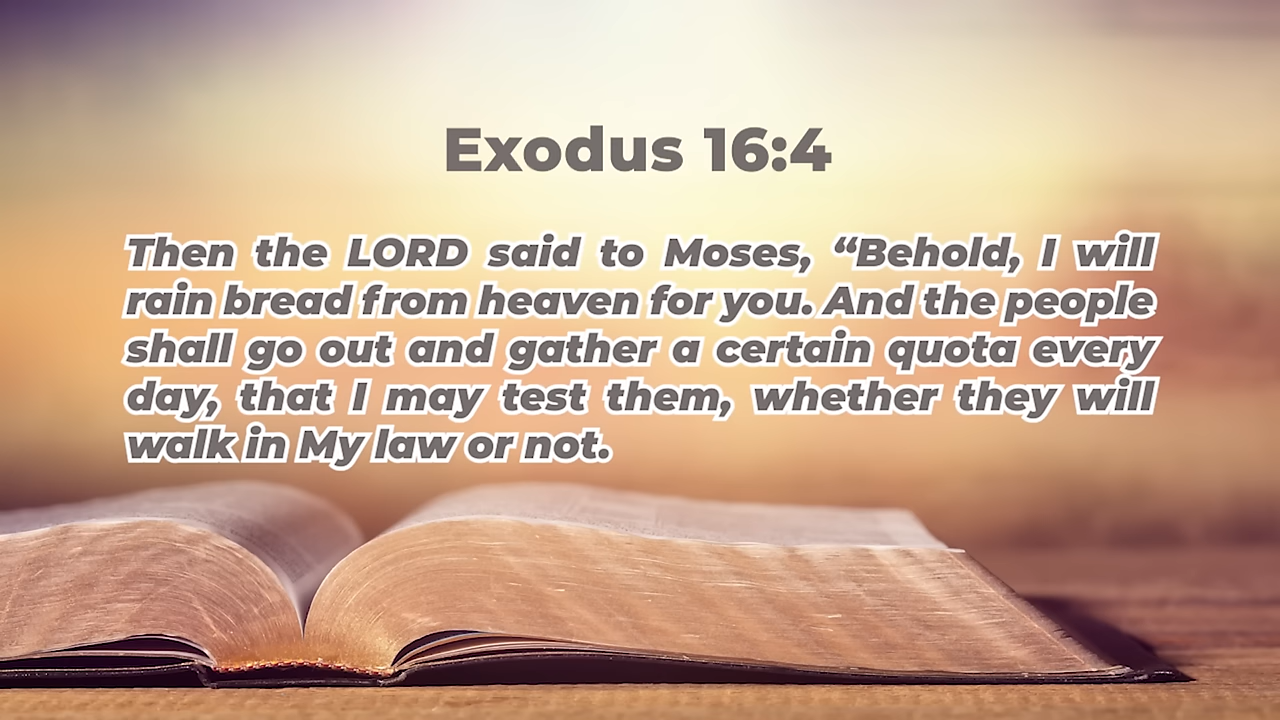 Exodus 16:4
Then the LORD said to Moses, “Behold, I will
rain bread from heaven for you. And the people
shall go out and gather a certain quota every
day, that I may test them, whether they will
walk in My law or not.